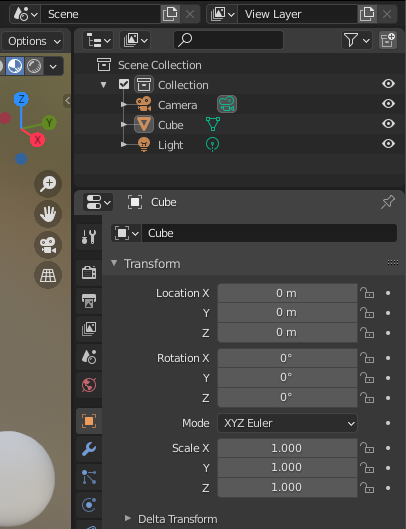 Scene
View Layer
Options
Scene Collection
Collection
Camera
Cube
Light
Z
Y
X
Cube
Cube
Transform
Location X 0 m
Y 0 m
Z 0 m
Rotation X 0°
Y 0°
Z 0°
Mode XYZ Euler
Scale X 1.000
Y 1.000
Z 1.000
Delta Transform